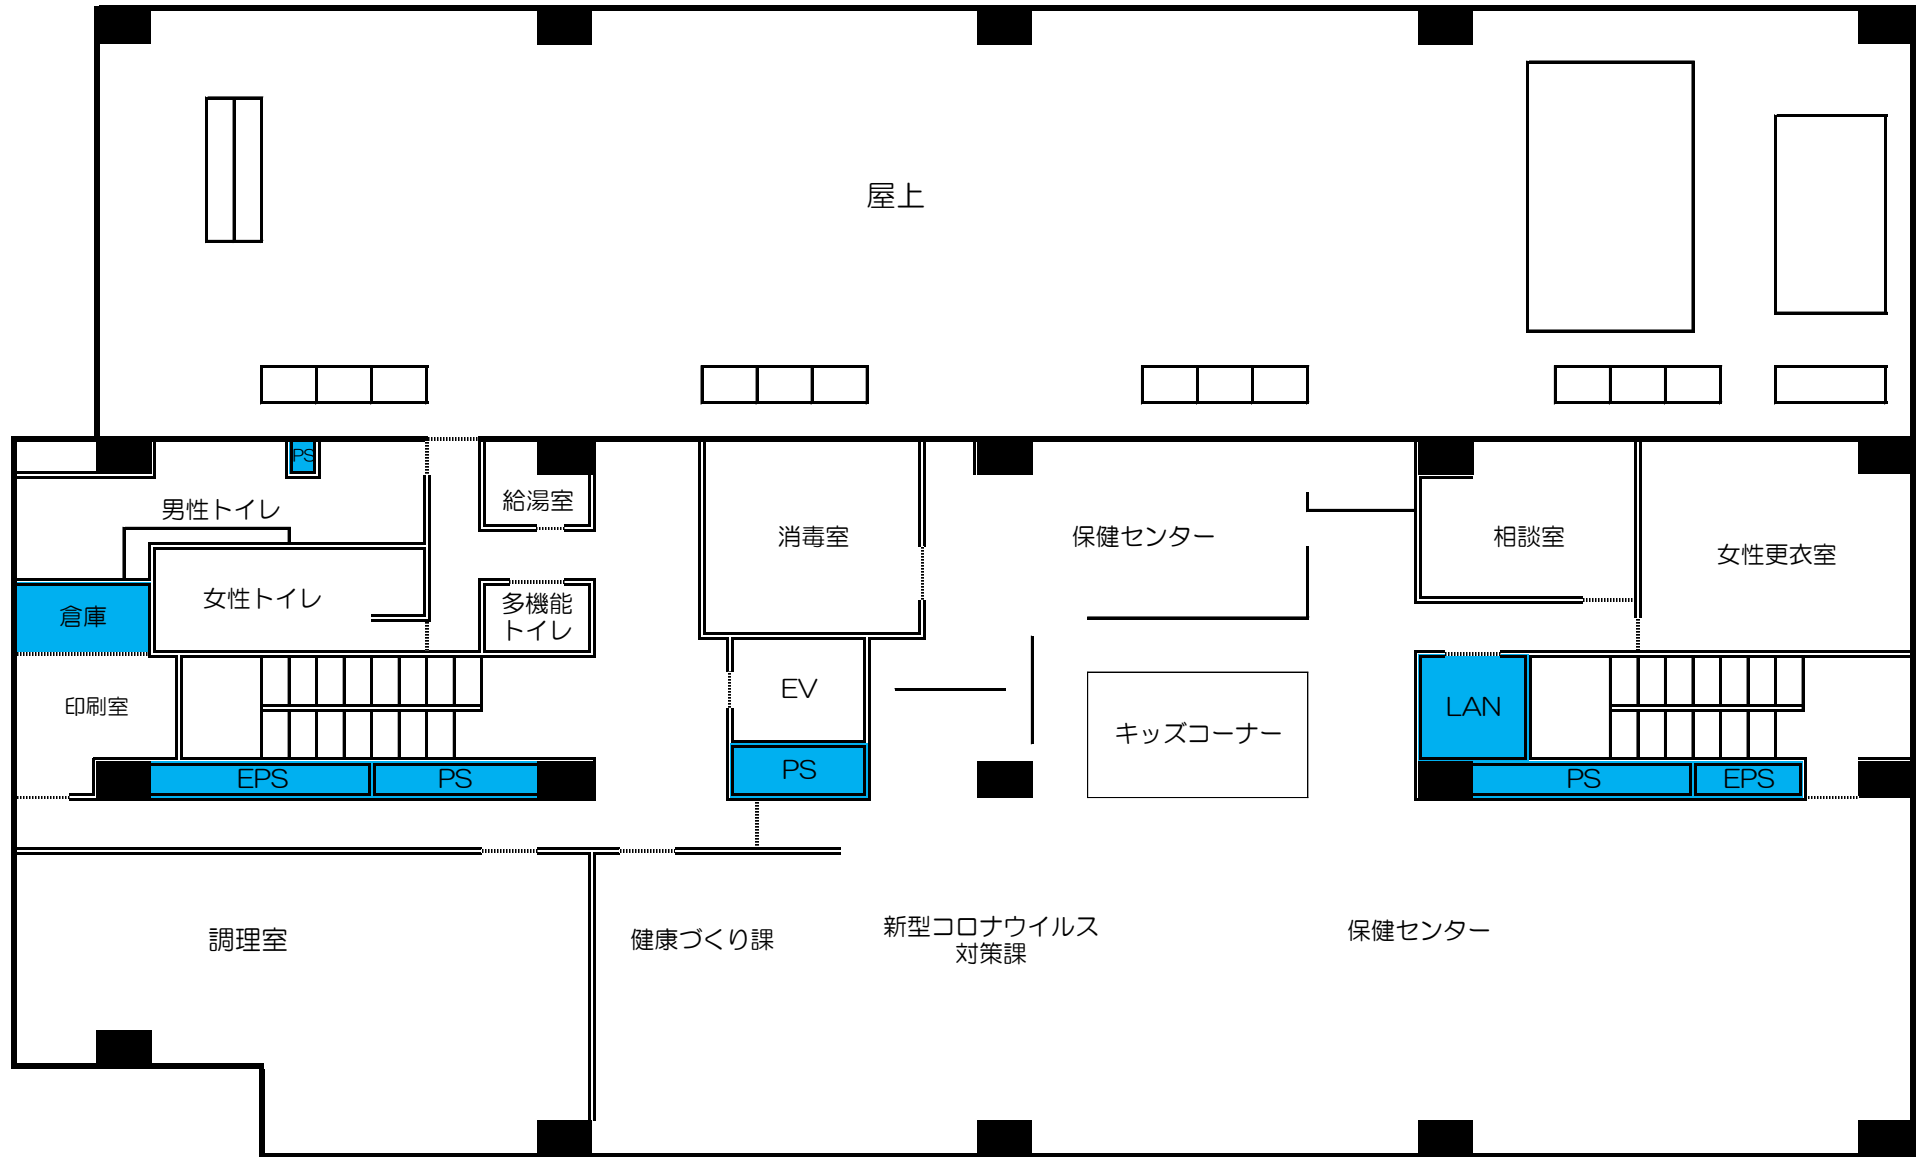 屋上
PS
男性トイレ
給湯室
消毒室
保健センター
相談室
女性更衣室
女性トイレ
多機能
トイレ
倉庫
印刷室
EV
キッズコーナー
LAN
EPS
PS
PS
PS
EPS
調理室
健康づくり課
新型コロナウイルス
対策課
保健センター